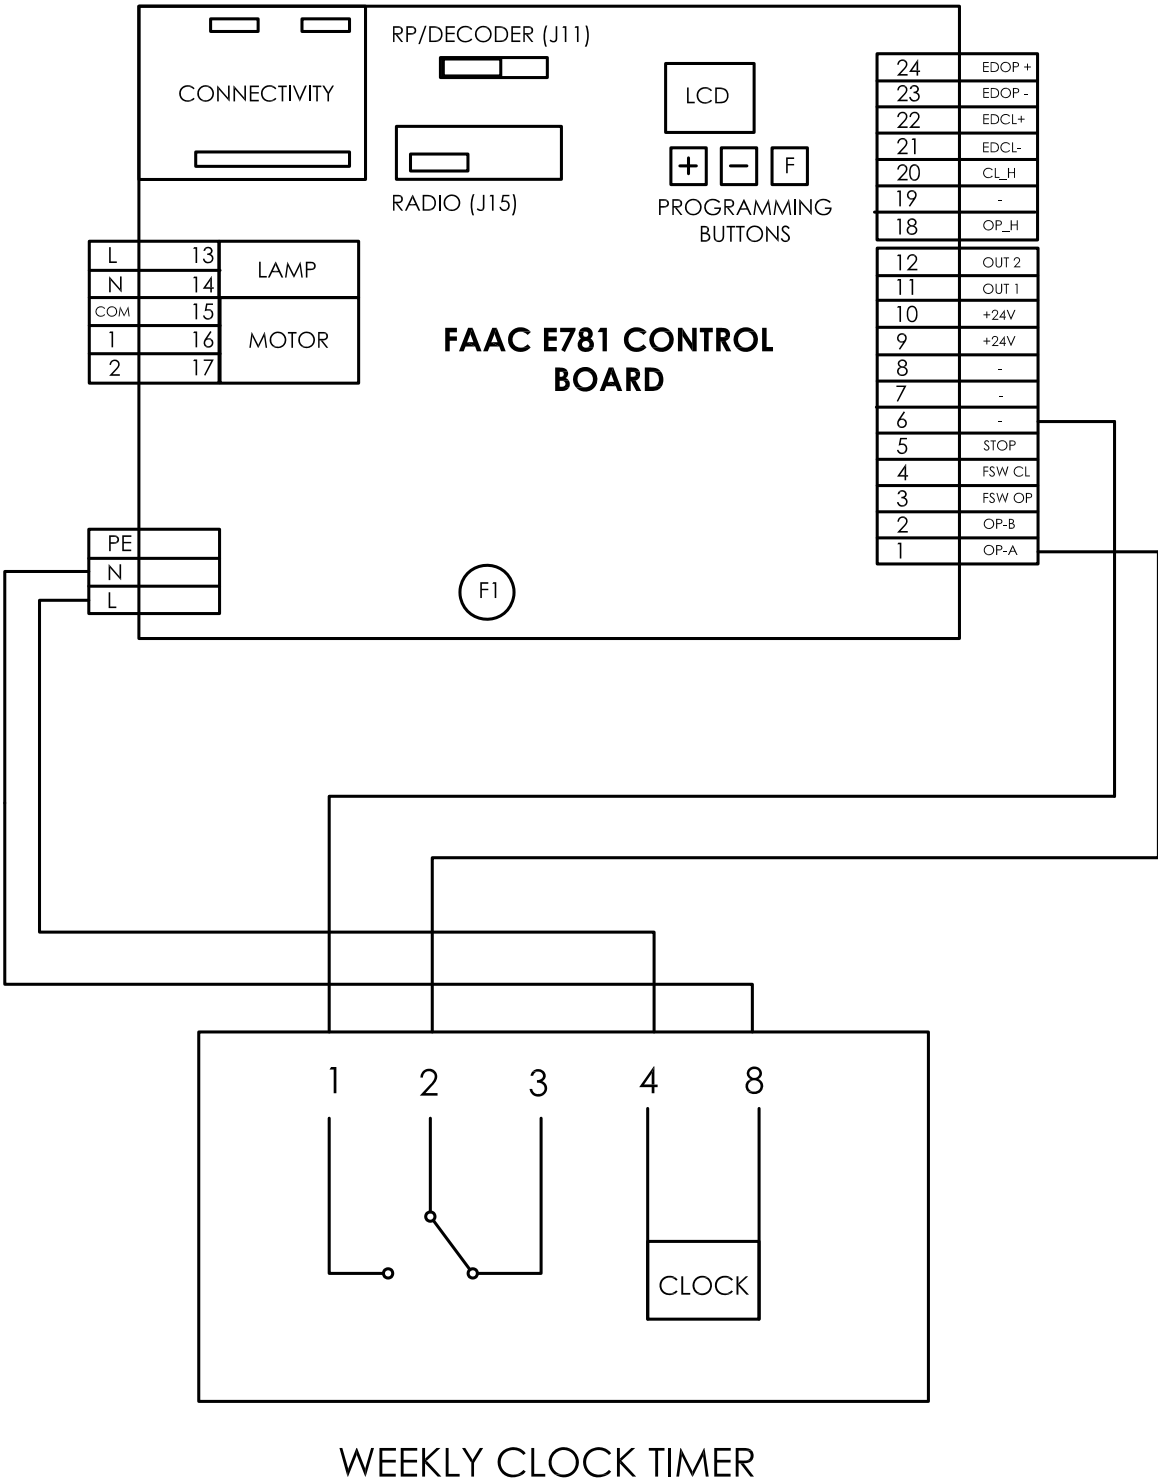 RP/DECODER (J11)
CONNECTIVITY
LCD
+ - F
RADIO (J15)
PROGRAMMING
BUTTONS
24 EDOP +
23 EDOP -
22 EDCL+
21 EDCL-
20 CL_H
19 -
18 OP_H
12 OUT 2
11 OUT 1
10 +24V
9 +24V
8 -
7 -
6 -
5 STOP
4 FSW CL
3 FSW OP
2 OP-B
1 OP-A
L 13
N 14
LAMP
COM 15
1 16
2 17
MOTOR
FAAC E781 CONTROL
BOARD
PE
N
L
F1
1 2 3 4 8
CLOCK
WEEKLY CLOCK TIMER